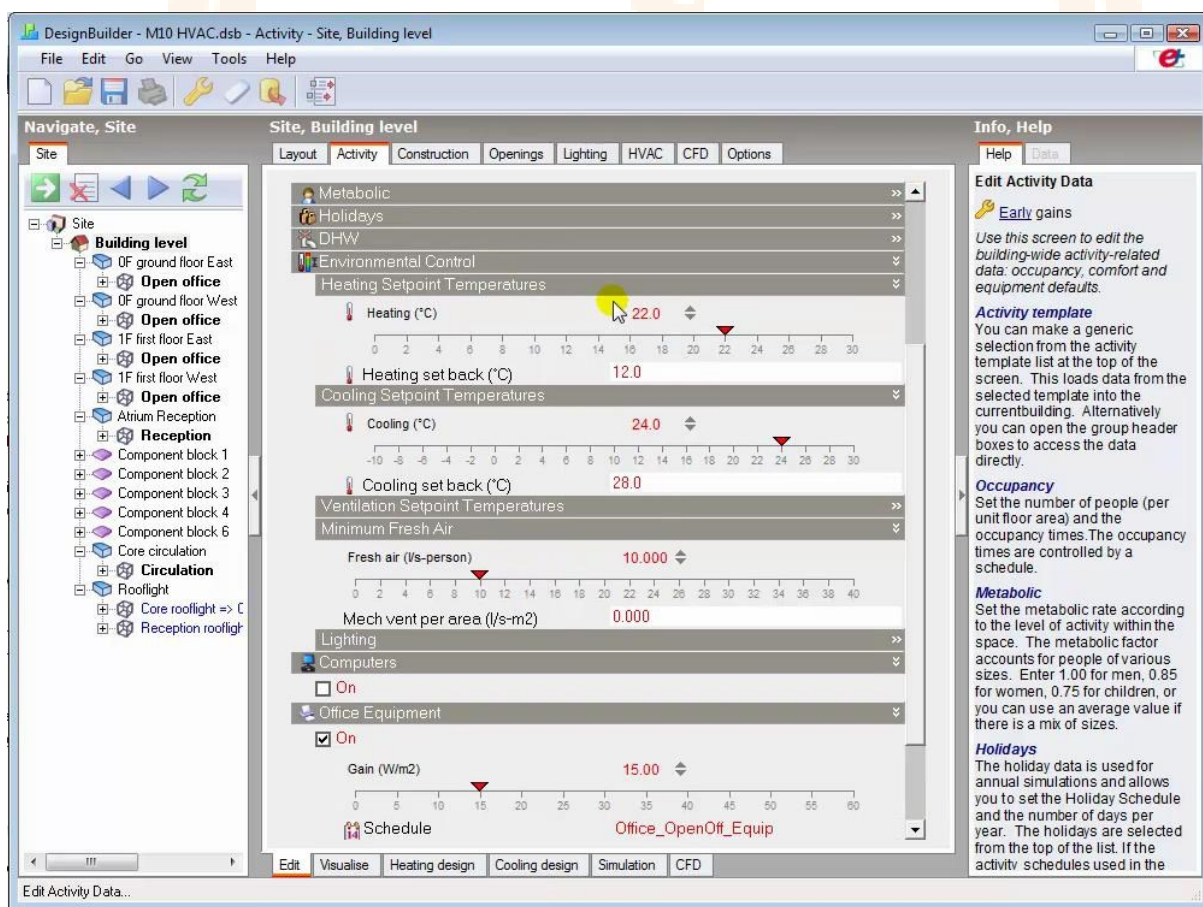 DesignBuilder - M10 HVAC.dsb - Activity - Site, Building level
File Edit Go View Tools Help
Navigate, Site
Site
Site
Building level
0F ground floor East
Open office
0F ground floor West
Open office
1F first floor East
Open office
1F first floor West
Open office
Atrium Reception
Reception
Component block 1
Component block 2
Component block 3
Component block 4
Component block 6
Core circulation
Circulation
Rooflight
Core rooflight => C
Reception roofligh
Site, Building level
Layout Activity Construction Openings Lighting HVAC CFD Options
Metabolic
Holidays
DHW
Environmental Control
Heating Setpoint Temperatures
Heating (°C) 22.0
0 2 4 6 8 10 12 14 16 18 20 22 24 26 28 30
Heating set back (°C) 12.0
Cooling Setpoint Temperatures
Cooling (°C) 24.0
-10 -8 -6 -4 -2 0 2 4 6 8 10 12 14 16 18 20 22 24 26 28 30
Cooling set back (°C) 28.0
Ventilation Setpoint Temperatures
Minimum Fresh Air
Fresh air (l/s-person) 10.000
0 2 4 6 8 10 12 14 16 18 20 22 24 26 28 30 32 34 36 38 40
Mech vent per area (l/s-m2) 0.000
Lighting
Computers
On
Office Equipment
On
Gain (W/m2) 15.00
0 5 10 15 20 25 30 35 40 45 50 55 60
14 Schedule Office_OpenOff_Equip
Edit Visualise Heating design Cooling design Simulation CFD
Info, Help
Help Data
Edit Activity Data
Early gains
Use this screen to edit the
building-wide activity-related
data: occupancy, comfort and
equipment defaults.
Activity template
You can make a generic
selection from the activity
template list at the top of the
screen. This loads data from the
selected template into the
currentbuilding. Alternatively
you can open the group header
boxes to access the data
directly.
Occupancy
Set the number of people (per
unit floor area) and the
occupancy times.The occupancy
times are controlled by a
schedule.
Metabolic
Set the metabolic rate according
to the level of activity within the
space. The metabolic factor
accounts for people of various
sizes. Enter 1.00 for men, 0.85
for women, 0.75 for children, or
you can use an average value if
there is a mix of sizes.
Holidays
The holiday data is used for
annual simulations and allows
you to set the Holiday Schedule
and the number of days per
year. The holidays are selected
from the top of the list. If the
activity schedules used in the
Edit Activity Data...